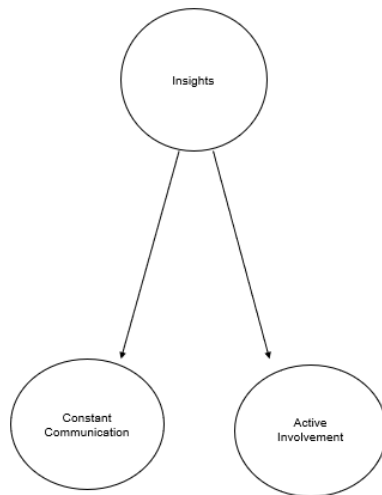 Insights
Constant
Communication
Active
Involvement